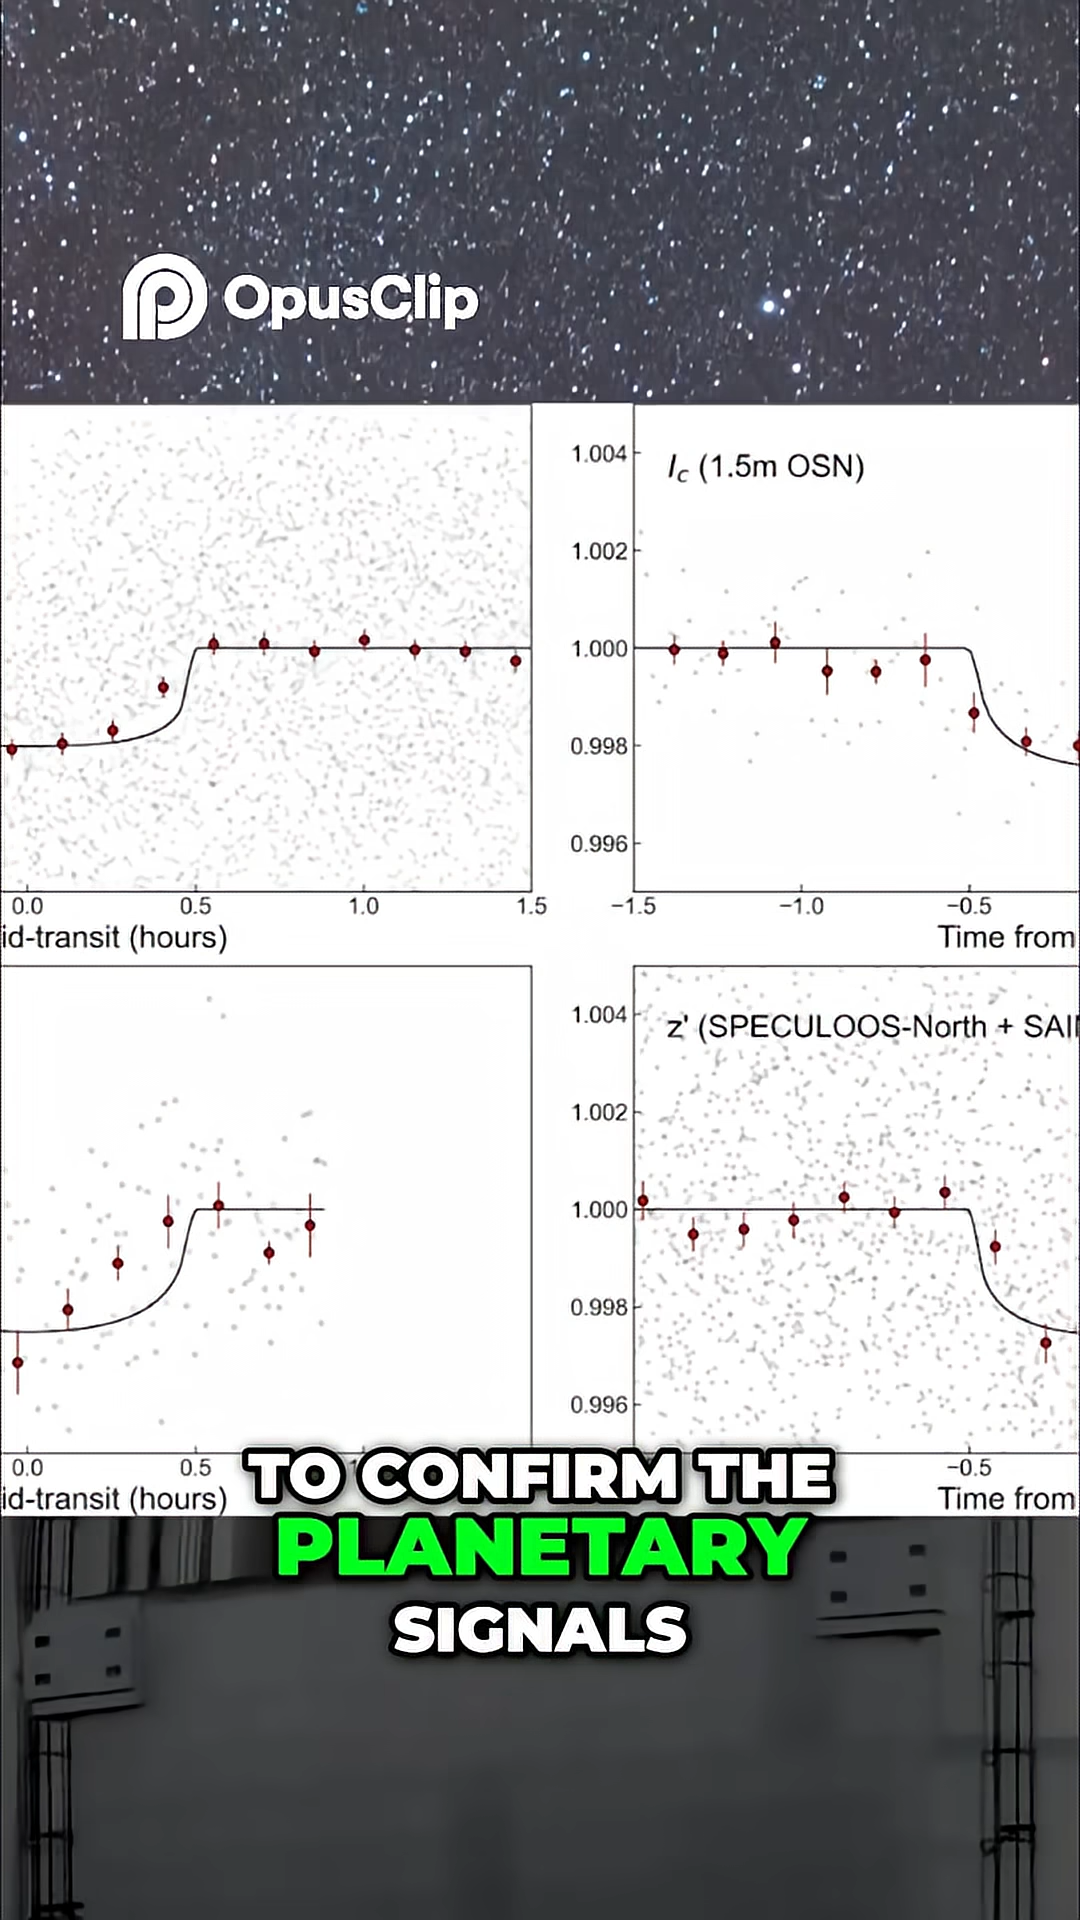 OpusClip
1.004
I_c (1.5m OSN)
1.002
1.000
0.998
0.996
0.0 0.5 1.0 1.5
−1.5 −1.0 −0.5
id-transit (hours)
Time from
1.004
z' (SPECULOOS-North + SAI
1.002
1.000
0.998
0.996
0.0 0.5
−0.5
id-transit (hours)
Time from
TO CONFIRM THE
PLANETARY
SIGNALS